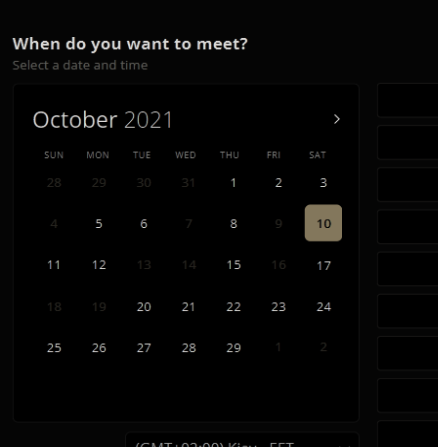 When do you want to meet?
Select a date and time
October 2021
SUN MON TUE WED THU FRI SAT
28 29 30 31 1 2 3
4 5 6 7 8 9 10
11 12 13 14 15 16 17
18 19 20 21 22 23 24
25 26 27 28 29 1 2
(GMT+03:00) Kiev - EET